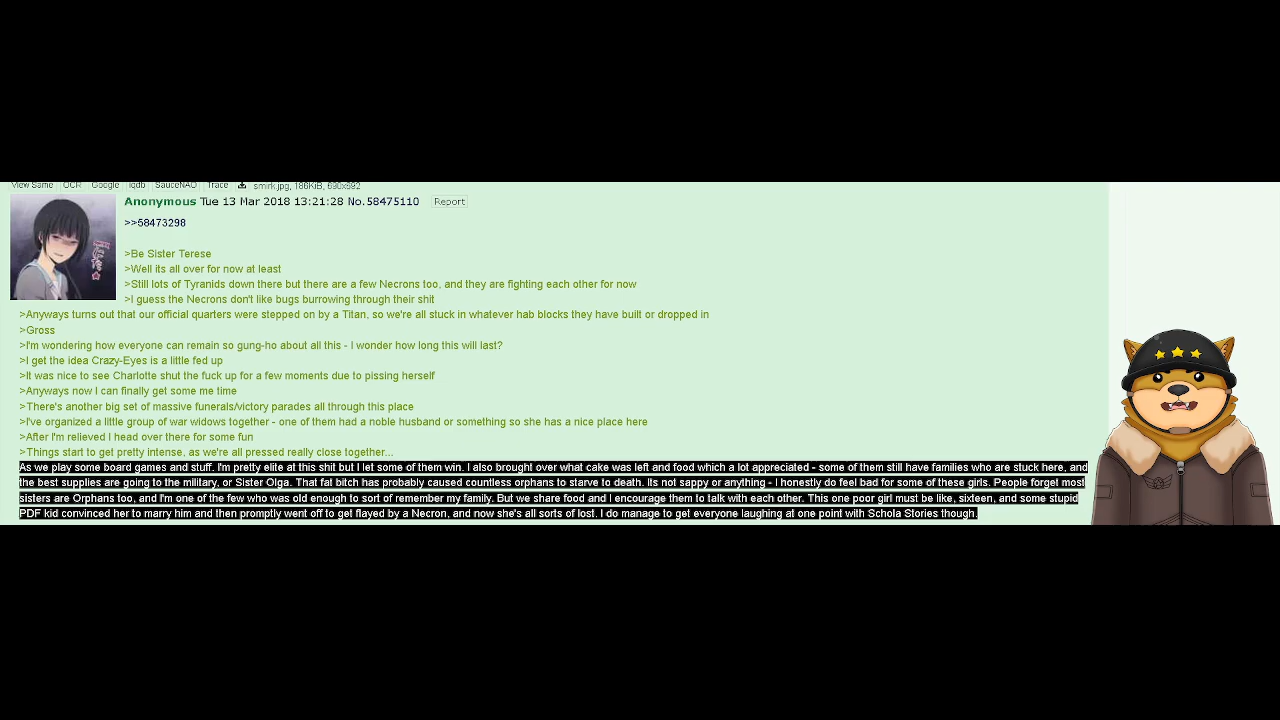 View Same OCR Google iqdb SauceNAO Trace smirk.jpg, 186KiB, 690x692
Anonymous Tue 13 Mar 2018 13:21:28 No.58475110 Report
>>58473298
>Be Sister Terese
>Well its all over for now at least
>Still lots of Tyranids down there but there are a few Necrons too, and they are fighting each other for now
>I guess the Necrons don't like bugs burrowing through their shit
>Anyways turns out that our official quarters were stepped on by a Titan, so we're all stuck in whatever hab blocks they have built or dropped in
>Gross
>I'm wondering how everyone can remain so gung-ho about all this - I wonder how long this will last?
>I get the idea Crazy-Eyes is a little fed up
>It was nice to see Charlotte shut the fuck up for a few moments due to pissing herself
>Anyways now I can finally get some me time
>There's another big set of massive funerals/victory parades all through this place
>I've organized a little group of war widows together - one of them had a noble husband or something so she has a nice place here
>After I'm relieved I head over there for some fun
>Things start to get pretty intense, as we're all pressed really close together...
As we play some board games and stuff. I'm pretty elite at this shit but I let some of them win. I also brought over what cake was left and food which a lot appreciated - some of them still have families who are stuck here, and
the best supplies are going to the military, or Sister Olga. That fat bitch has probably caused countless orphans to starve to death. Its not sappy or anything - I honestly do feel bad for some of these girls. People forget most
sisters are Orphans too, and I'm one of the few who was old enough to sort of remember my family. But we share food and I encourage them to talk with each other. This one poor girl must be like, sixteen, and some stupid
PDF kid convinced her to marry him and then promptly went off to get flayed by a Necron, and now she's all sorts of lost. I do manage to get everyone laughing at one point with Schola Stories though.